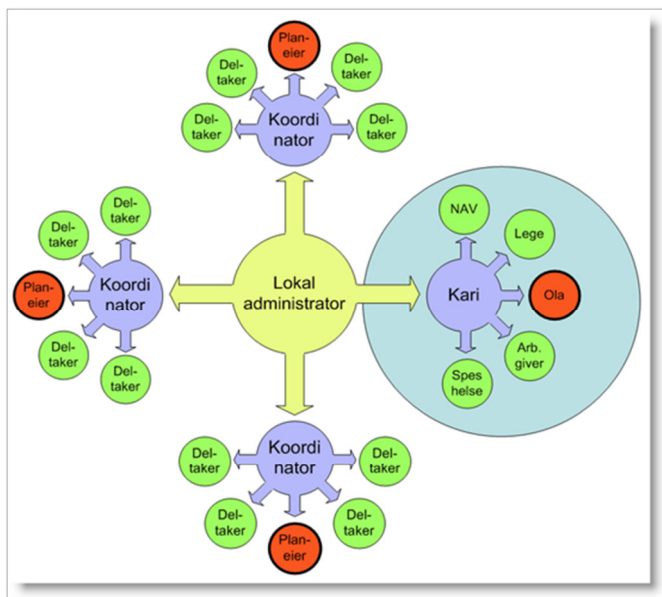 Plan-
eier
Del-
taker
Del-
taker
Del-
taker
Del-
taker
Koordi
nator
Del-
taker
Del-
taker
Plan-
eier
Del-
taker
Del-
taker
Koordi
nator
Lokal
administrator
NAV
Lege
Kari
Ola
Arb.
giver
Spes
helse
Koordi
nator
Del-
taker
Del-
taker
Del-
taker
Del-
taker
Plan-
eier